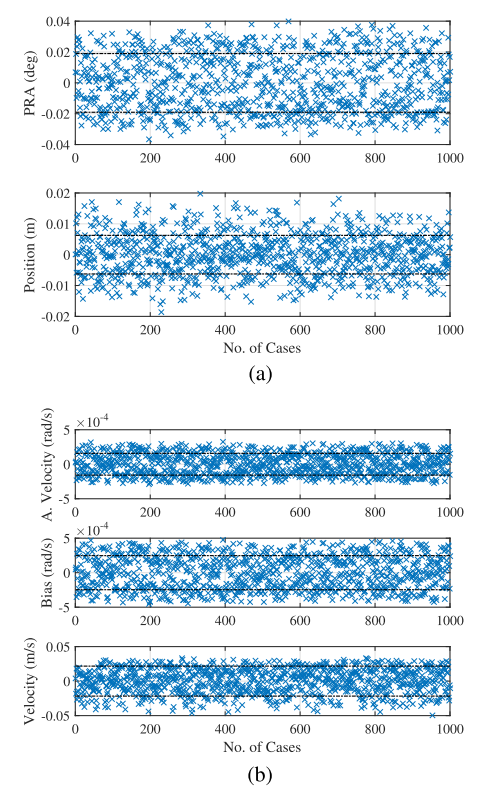 0.04
0.02
0
-0.02
-0.04
PRA (deg)
0 200 400 600 800 1000
0.02
0.01
0
-0.01
-0.02
Position (m)
0 200 400 600 800 1000
No. of Cases
(a)
×10-4
5
0
-5
A. Velocity (rad/s)
0 200 400 600 800 1000
×10-4
5
0
-5
Bias (rad/s)
0 200 400 600 800 1000
0.05
0
-0.05
Velocity (m/s)
0 200 400 600 800 1000
No. of Cases
(b)